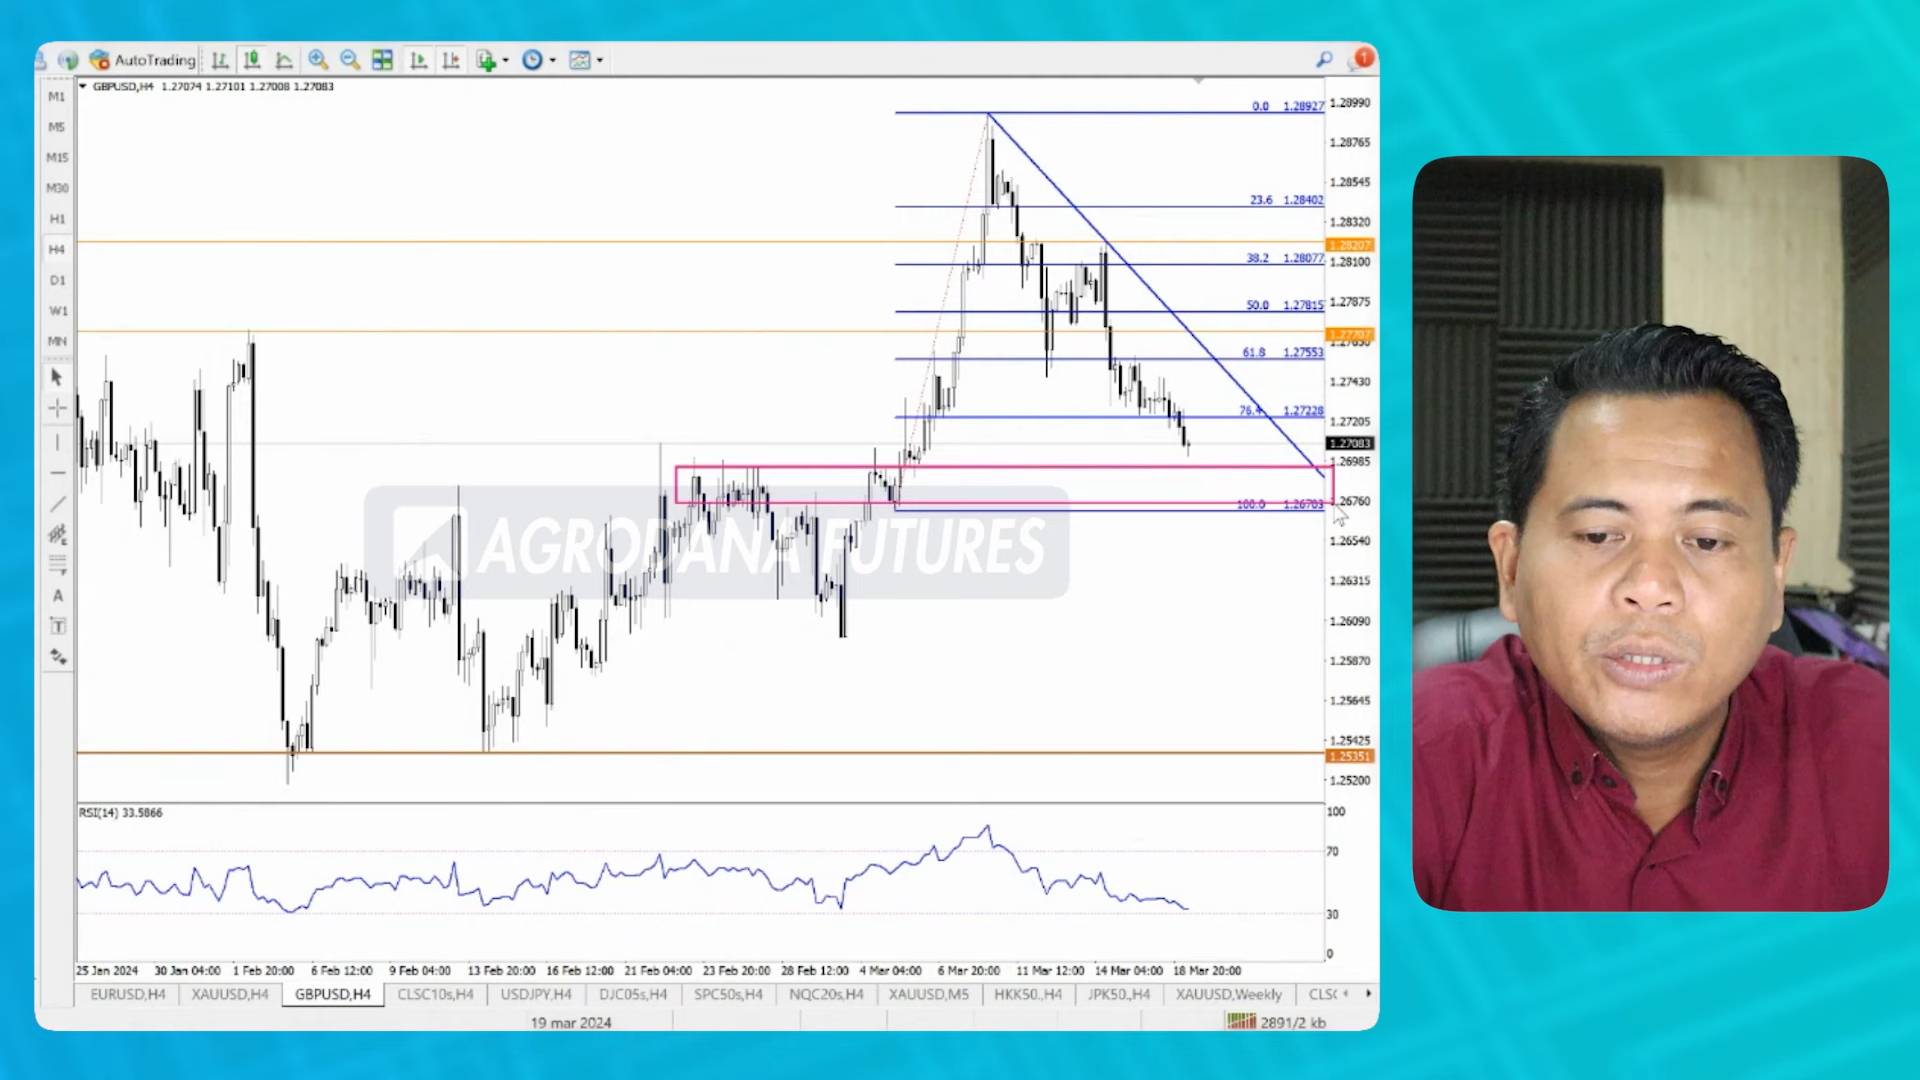 AutoTrading
1
GBPUSD,H4 1.27074 1.27101 1.27008 1.27083
M1
M5
M15
M30
H1
H4
D1
W1
MN
A
T
0.0 1.28927
23.6 1.28402
38.2 1.28077
50.0 1.27815
61.8 1.27553
76.4 1.27228
100.0 1.26703
1.28990
1.28765
1.28545
1.28320
1.28207
1.28100
1.27875
1.27707
1.27650
1.27430
1.27205
1.27083
1.26985
1.26760
1.26540
1.26315
1.26090
1.25870
1.25645
1.25425
1.25351
1.25200
AGRODANA FUTURES
RSI(14) 33.5866
100
70
30
0
25 Jan 2024 30 Jan 04:00 1 Feb 20:00 6 Feb 12:00 9 Feb 04:00 13 Feb 20:00 16 Feb 12:00 21 Feb 04:00 23 Feb 20:00 28 Feb 12:00 4 Mar 04:00 6 Mar 20:00 11 Mar 12:00 14 Mar 04:00 18 Mar 20:00
EURUSD,H4 XAUUSD,H4 GBPUSD,H4 CLSC10s,H4 USDJPY,H4 DJC05s,H4 SPC50s,H4 NQC20s,H4 XAUUSD,M5 HKK50.,H4 JPK50.,H4 XAUUSD,Weekly CLSC
19 mar 2024
2891/2 kb